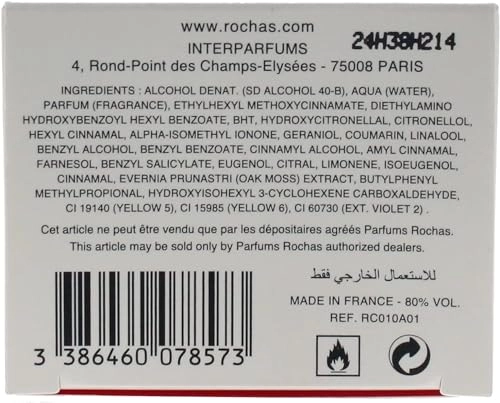 www.rochas.com
INTERPARFUMS
24H38H214
4, Rond-Point des Champs-Elysées - 75008 PARIS
INGREDIENTS : ALCOHOL DENAT. (SD ALCOHOL 40-B), AQUA (WATER),
PARFUM (FRAGRANCE), ETHYLHEXYL METHOXYCINNAMATE, DIETHYLAMINO
HYDROXYBENZOYL HEXYL BENZOATE, BHT, HYDROXYCITRONELLAL, CITRONELLOL,
HEXYL CINNAMAL, ALPHA-ISOMETHYL IONONE, GERANIOL, COUMARIN, LINALOOL,
BENZYL ALCOHOL, BENZYL BENZOATE, CINNAMYL ALCOHOL, AMYL CINNAMAL,
FARNESOL, BENZYL SALICYLATE, EUGENOL, CITRAL, LIMONENE, ISOEUGENOL,
CINNAMAL, EVERNIA PRUNASTRI (OAK MOSS) EXTRACT, BUTYLPHENYL
METHYLPROPIONAL, HYDROXYISOHEXYL 3-CYCLOHEXENE CARBOXALDEHYDE,
CI 19140 (YELLOW 5), CI 15985 (YELLOW 6), CI 60730 (EXT. VIOLET 2) .
Cet article ne peut être vendu que par les dépositaires agréés Parfums Rochas.
This article may be sold only by Parfums Rochas authorized dealers.
للاستعمال الخارجي فقط
MADE IN FRANCE - 80% VOL.
REF. RC010A01
3 386460 078573